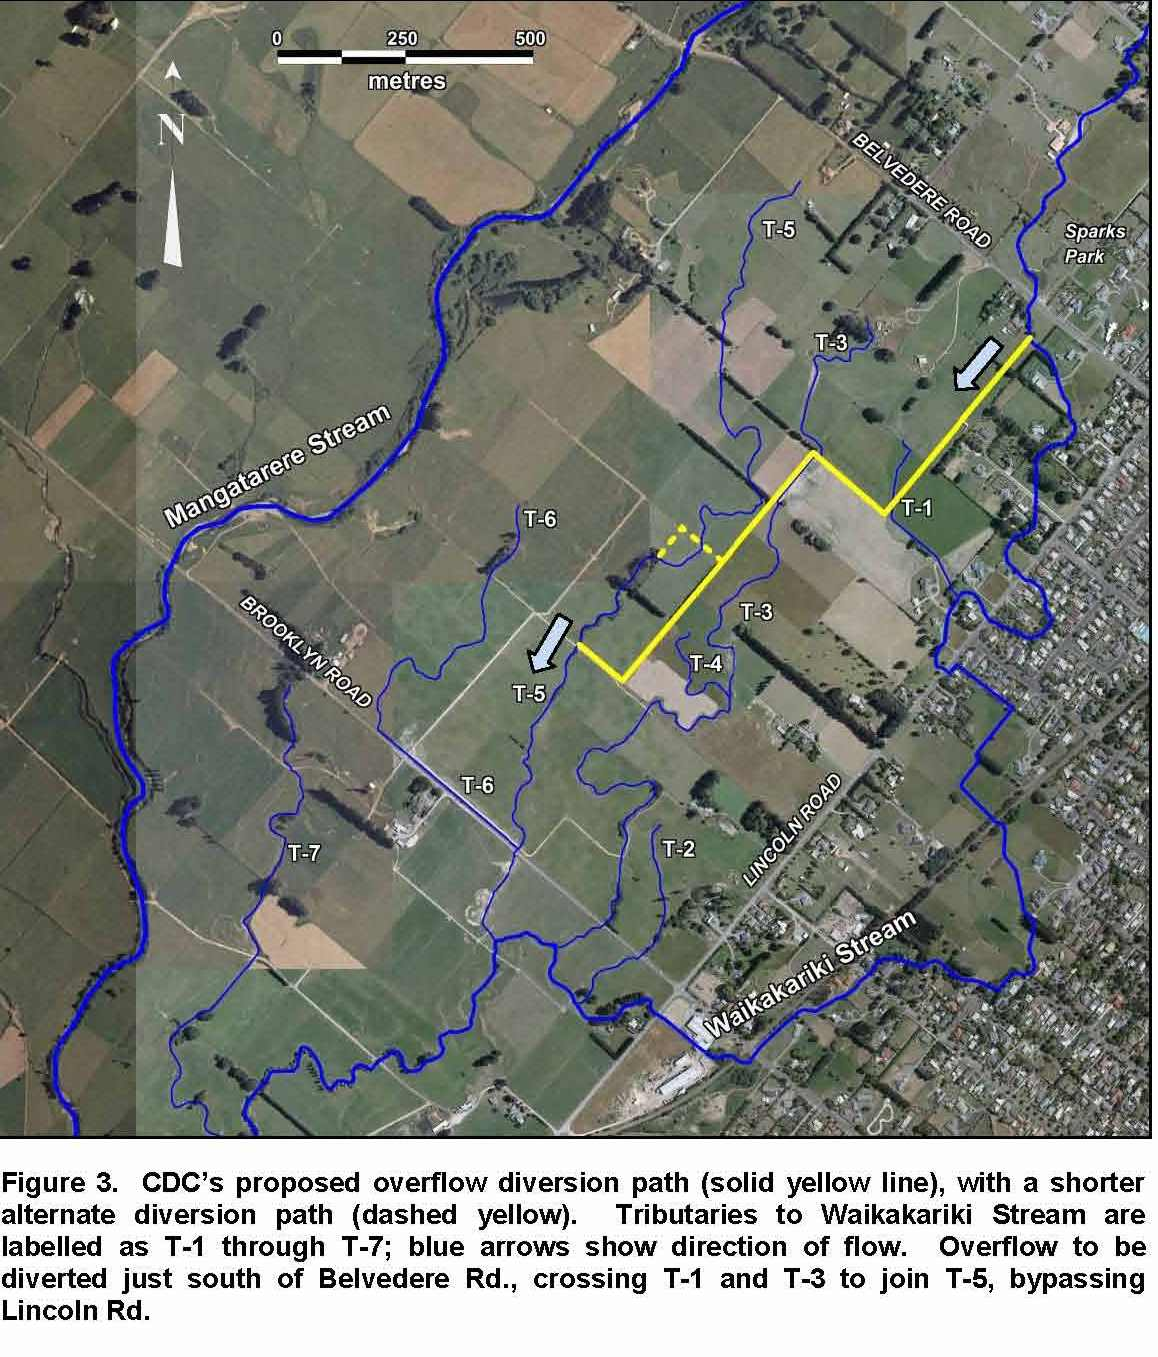 0 250 500
metres
N
BELVEDERE ROAD
Sparks
Park
T-5
T-3
Mangatarere Stream
T-6
T-1
BROOKLYN ROAD
T-3
T-4
T-5
T-6
LINCOLN ROAD
T-7
T-2
Waikakariki Stream
Figure 3. CDC's proposed overflow diversion path (solid yellow line), with a shorter
alternate diversion path (dashed yellow). Tributaries to Waikakariki Stream are
labelled as T-1 through T-7; blue arrows show direction of flow. Overflow to be
diverted just south of Belvedere Rd., crossing T-1 and T-3 to join T-5, bypassing
Lincoln Rd.